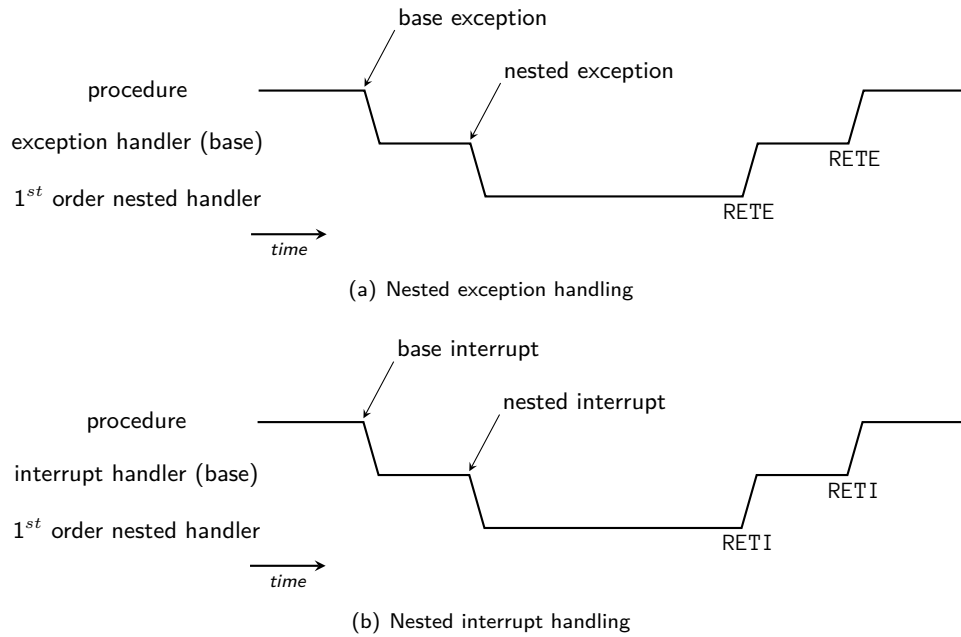 base exception
nested exception
procedure
exception handler (base)
RETE
1st order nested handler
RETE
time
(a) Nested exception handling
base interrupt
nested interrupt
procedure
interrupt handler (base)
RETI
1st order nested handler
RETI
time
(b) Nested interrupt handling